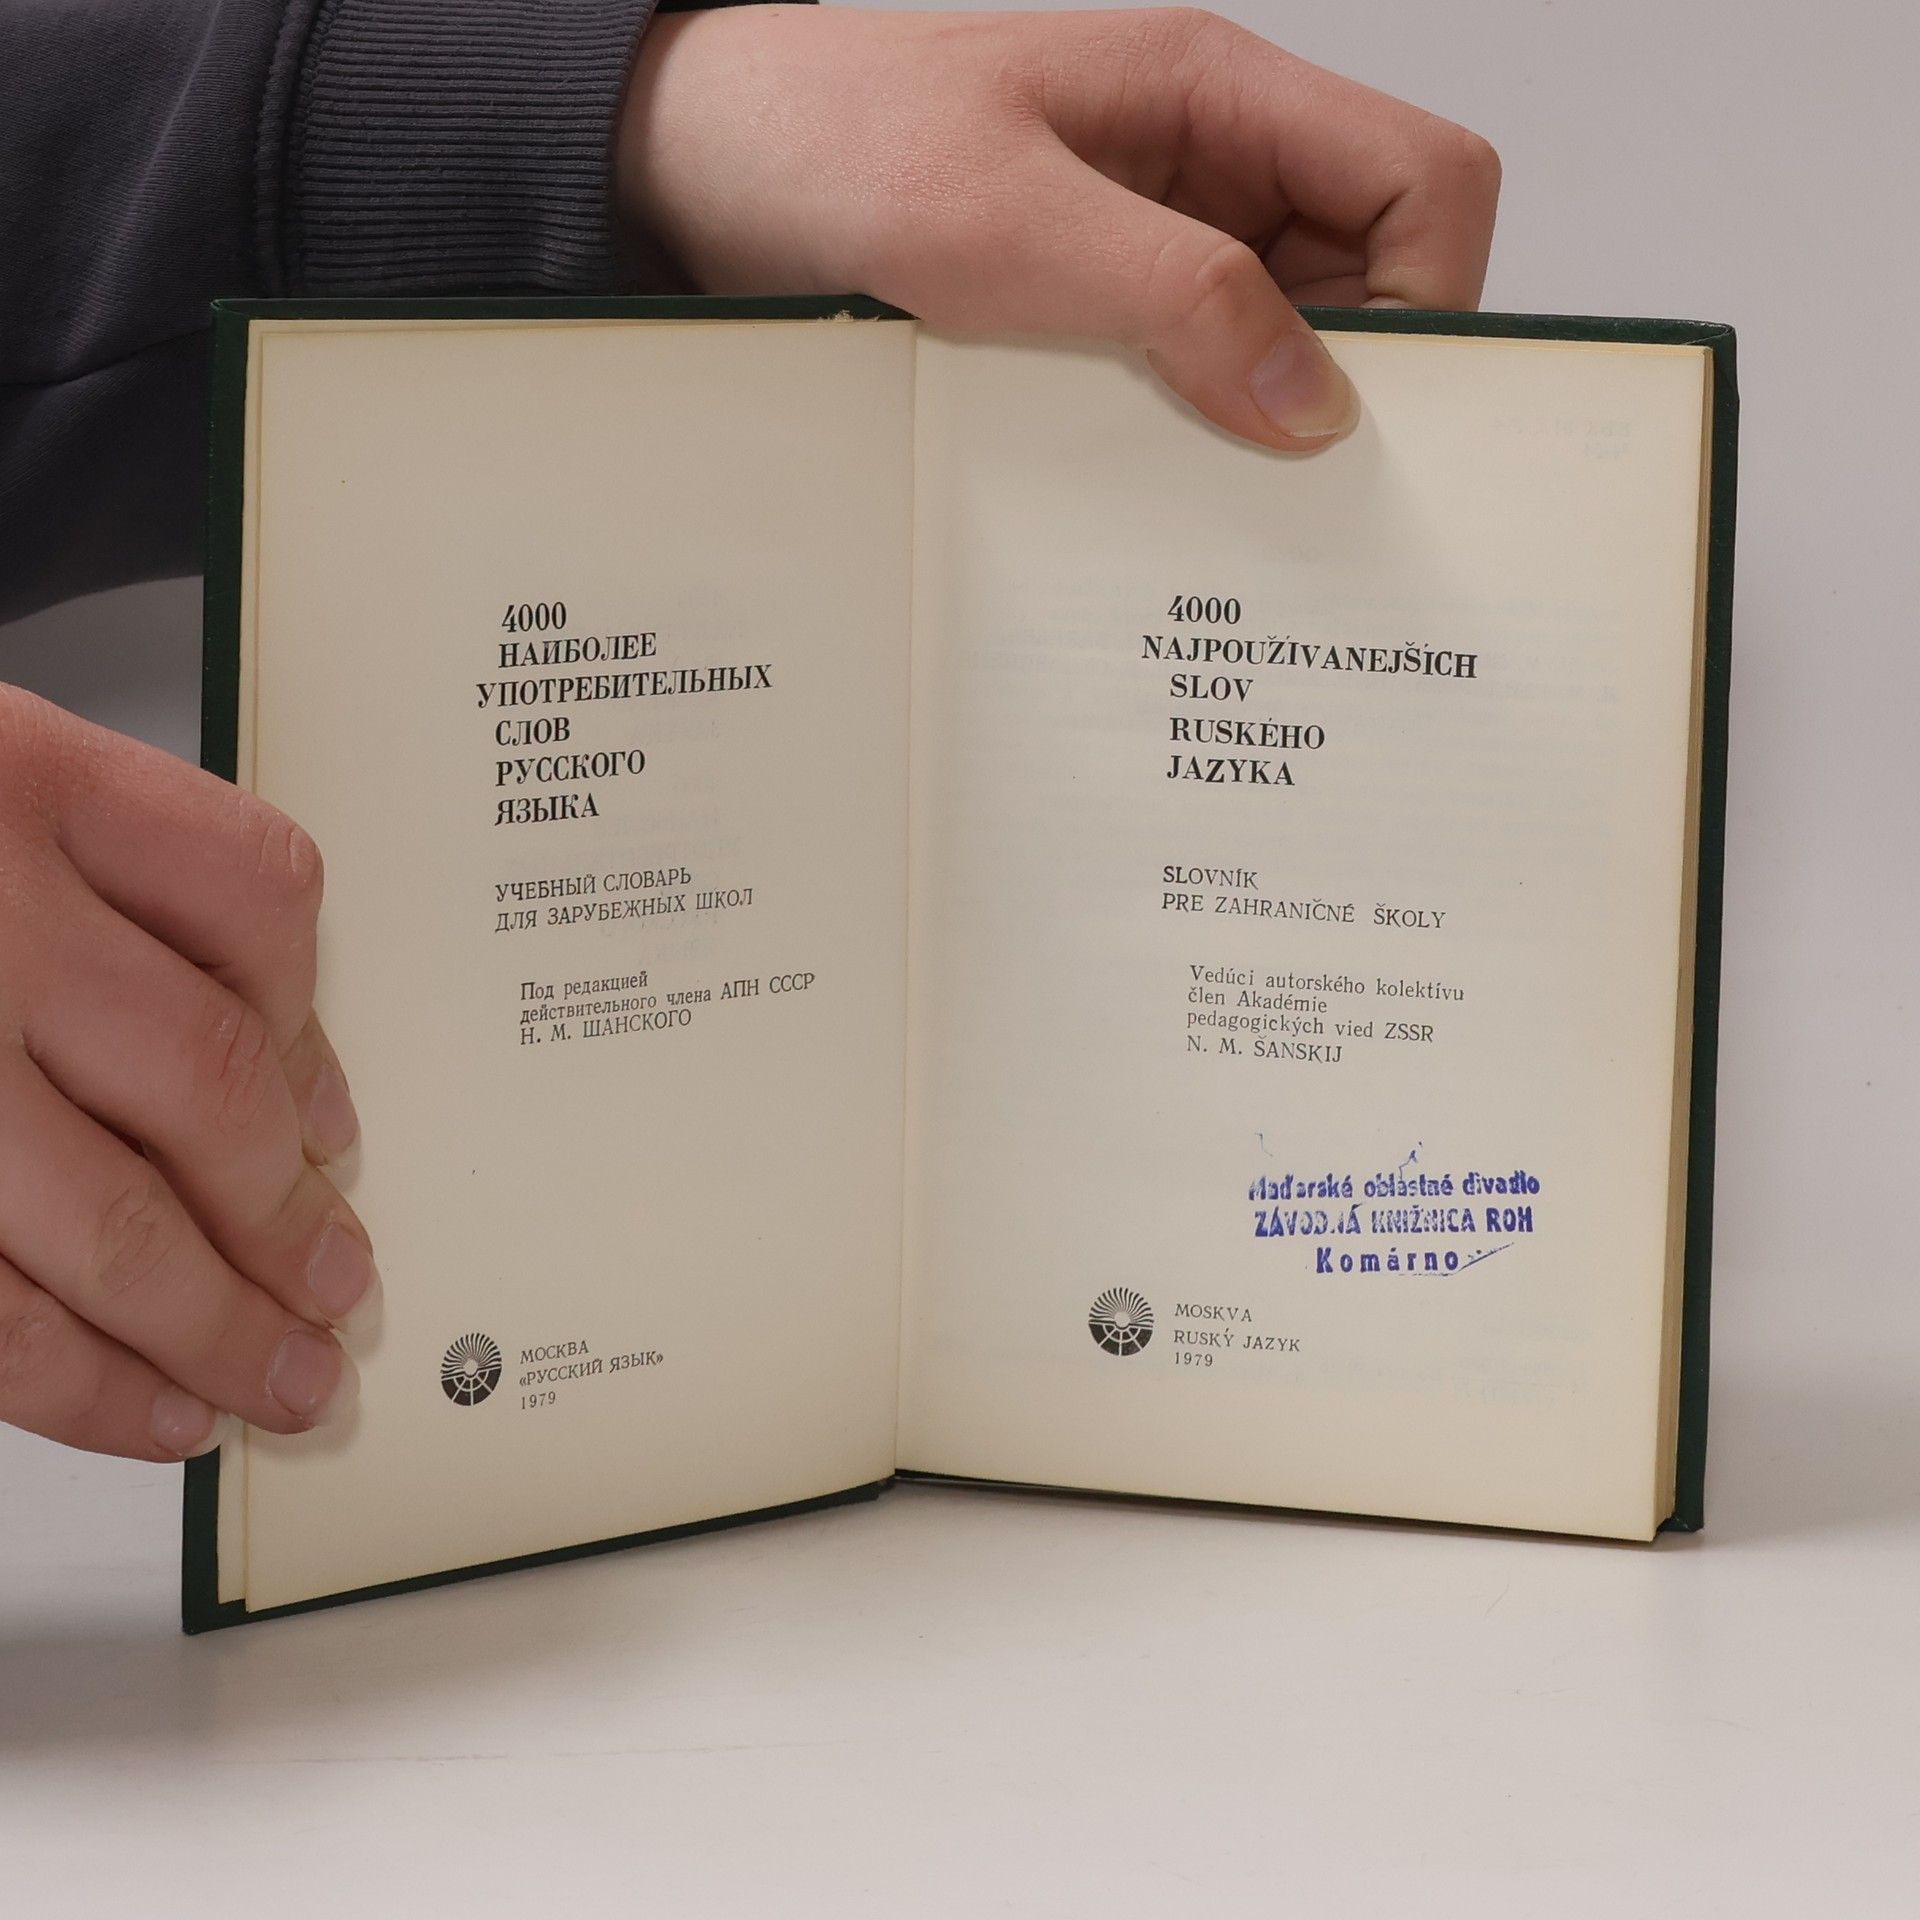 4000
НАИБОЛЕЕ
УПОТРЕБИТЕЛЬНЫХ
СЛОВ
РУССКОГО
ЯЗЫКА
УЧЕБНЫЙ СЛОВАРЬ
ДЛЯ ЗАРУБЕЖНЫХ ШКОЛ
Под редакцией
действительного члена АПН СССР
Н. М. ШАНСКОГО
МОСКВА
«РУССКИЙ ЯЗЫК»
1979
4000
NAJPOUŽÍVANEJŠÍCH
SLOV
RUSKÉHO
JAZYKA
SLOVNÍK
PRE ZAHRANIČNÉ ŠKOLY
Vedúci autorského kolektívu
člen Akadémie
pedagogických vied ZSSR
N. M. ŠANSKIJ
Maďarské oblastné divadlo
ZÁVODNÁ KNIŽNICA ROH
Komárno
MOSKVA
RUSKÝ JAZYK
1979